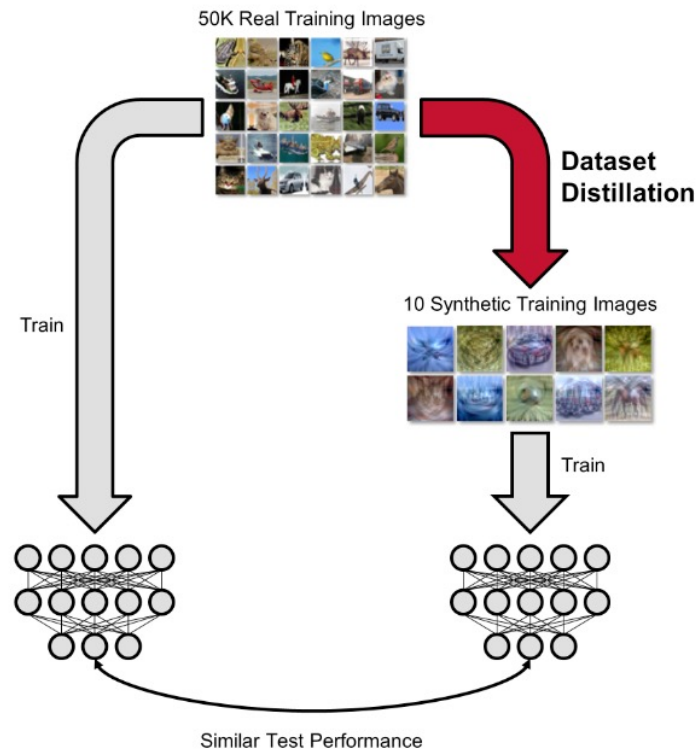 50K Real Training Images
Dataset
Distillation
10 Synthetic Training Images
Train
Train
Similar Test Performance